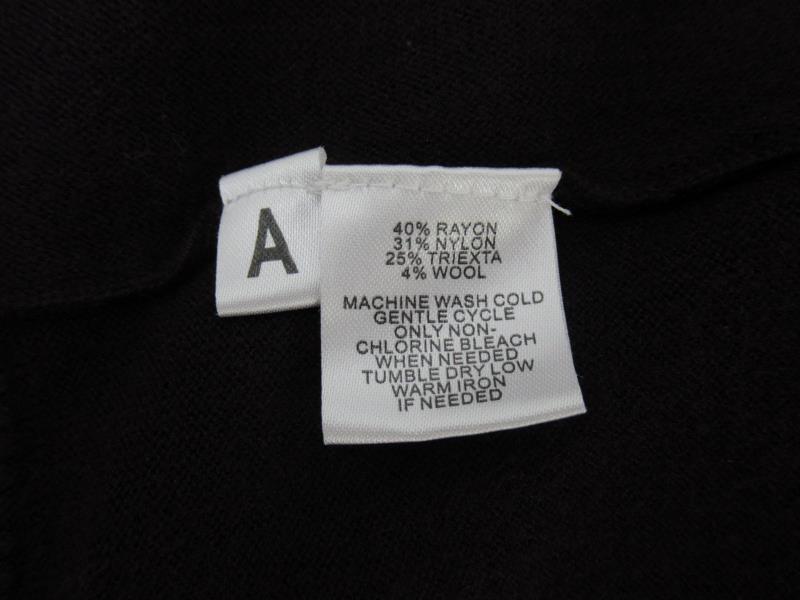 A
40% RAYON
31% NYLON
25% TRIEXTA
4% WOOL
MACHINE WASH COLD
GENTLE CYCLE
ONLY NON-
CHLORINE BLEACH
WHEN NEEDED
TUMBLE DRY LOW
WARM IRON
IF NEEDED